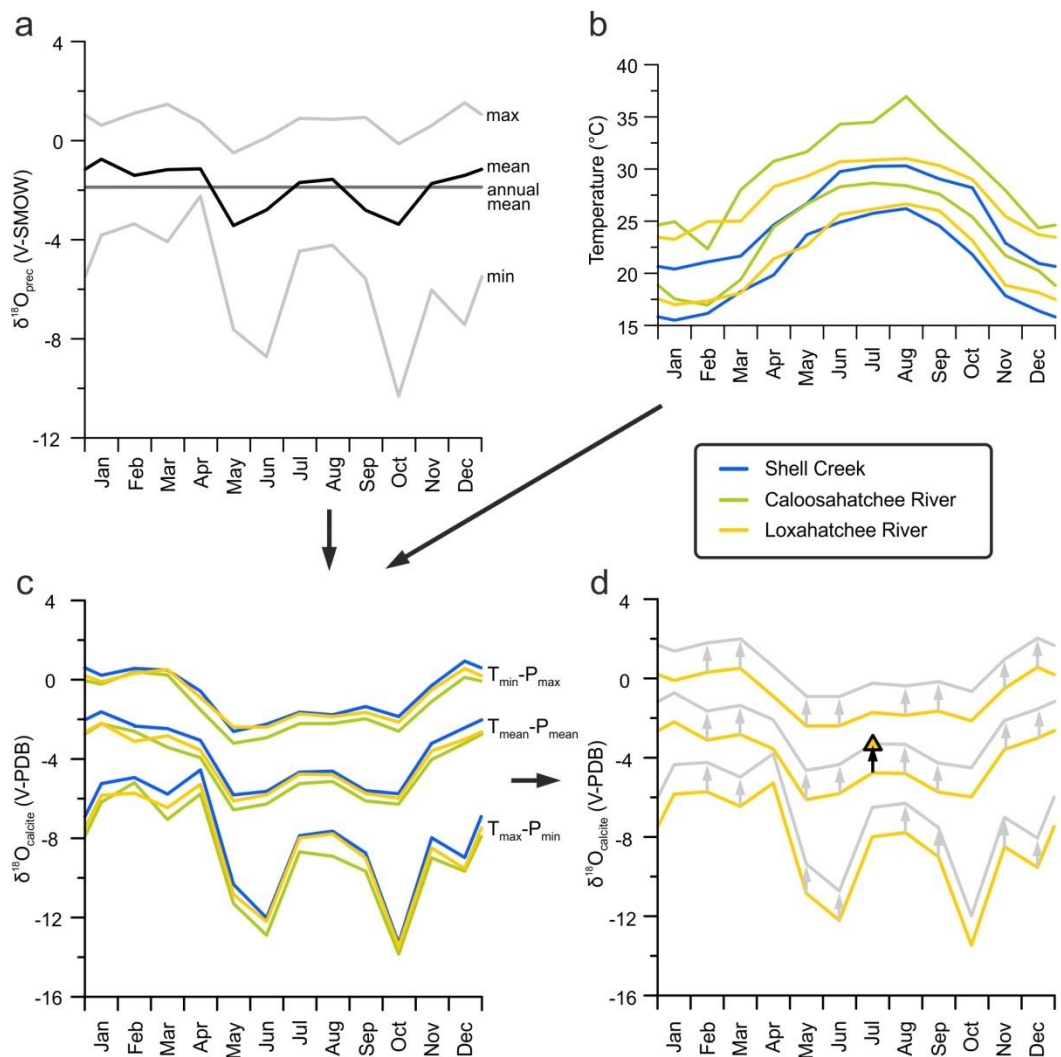 a
4
0
-4
-8
-12
δ¹⁸Oprec (V-SMOW)
max
mean
annual
mean
min
Jan
Feb
Mar
Apr
May
Jun
Jul
Aug
Sep
Oct
Nov
Dec
b
40
35
30
25
20
15
Temperature (°C)
Jan
Feb
Mar
Apr
May
Jun
Jul
Aug
Sep
Oct
Nov
Dec
Shell Creek
Caloosahatchee River
Loxahatchee River
c
4
0
-4
-8
-12
-16
δ¹⁸Ocalcite (V-PDB)
Tmin-Pmax
Tmean-Pmean
Tmax-Pmin
Jan
Feb
Mar
Apr
May
Jun
Jul
Aug
Sep
Oct
Nov
Dec
d
4
0
-4
-8
-12
-16
δ¹⁸Ocalcite (V-PDB)
Jan
Feb
Mar
Apr
May
Jun
Jul
Aug
Sep
Oct
Nov
Dec